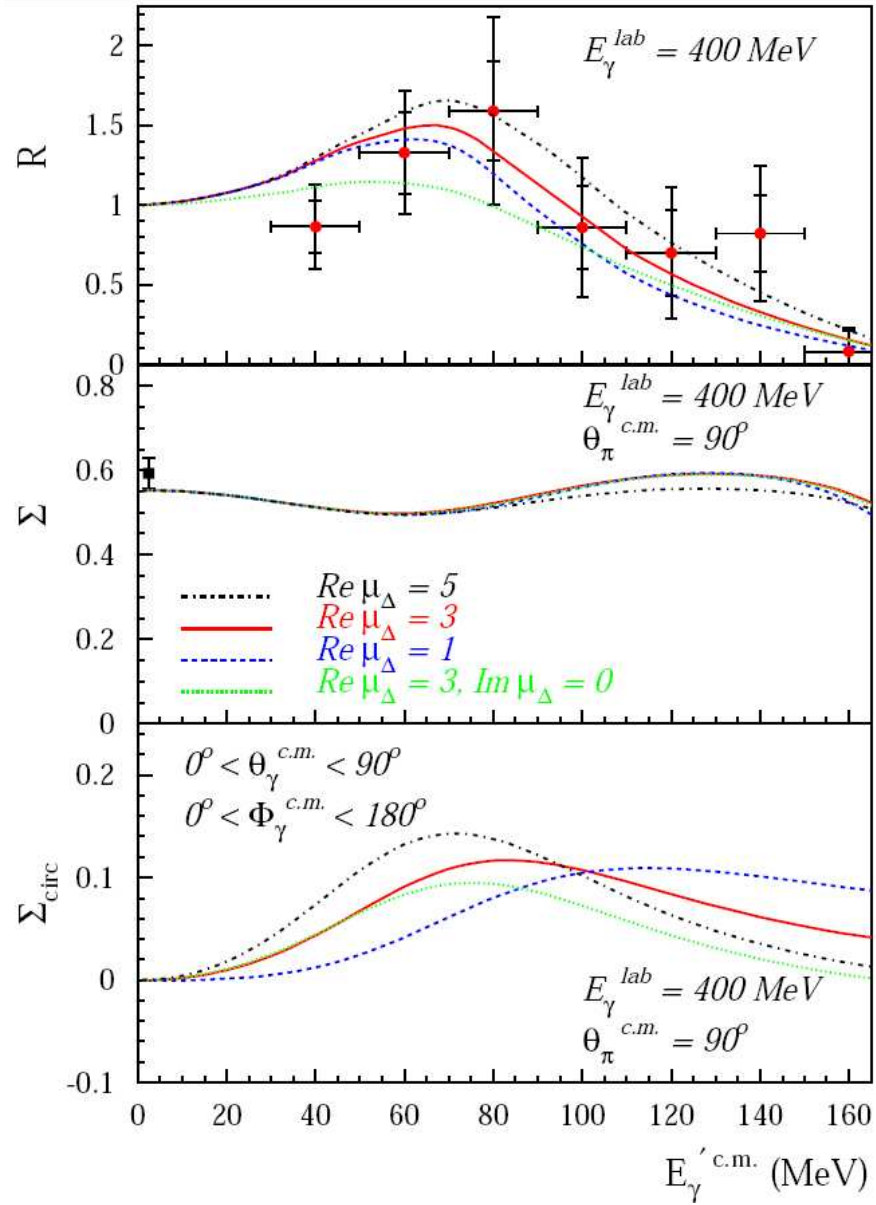 2
1.5
1
0.5
0
R
E_γ^lab = 400 MeV
0.8
0.6
0.4
0.2
0
Σ
E_γ^lab = 400 MeV
θ_π^c.m. = 90°
Re μ_Δ = 5
Re μ_Δ = 3
Re μ_Δ = 1
Re μ_Δ = 3, Im μ_Δ = 0
0.2
0.1
0
-0.1
Σ_circ
0° < θ_γ^c.m. < 90°
0° < Φ_γ^c.m. < 180°
E_γ^lab = 400 MeV
θ_π^c.m. = 90°
0 20 40 60 80 100 120 140 160
E_γ^′ c.m. (MeV)